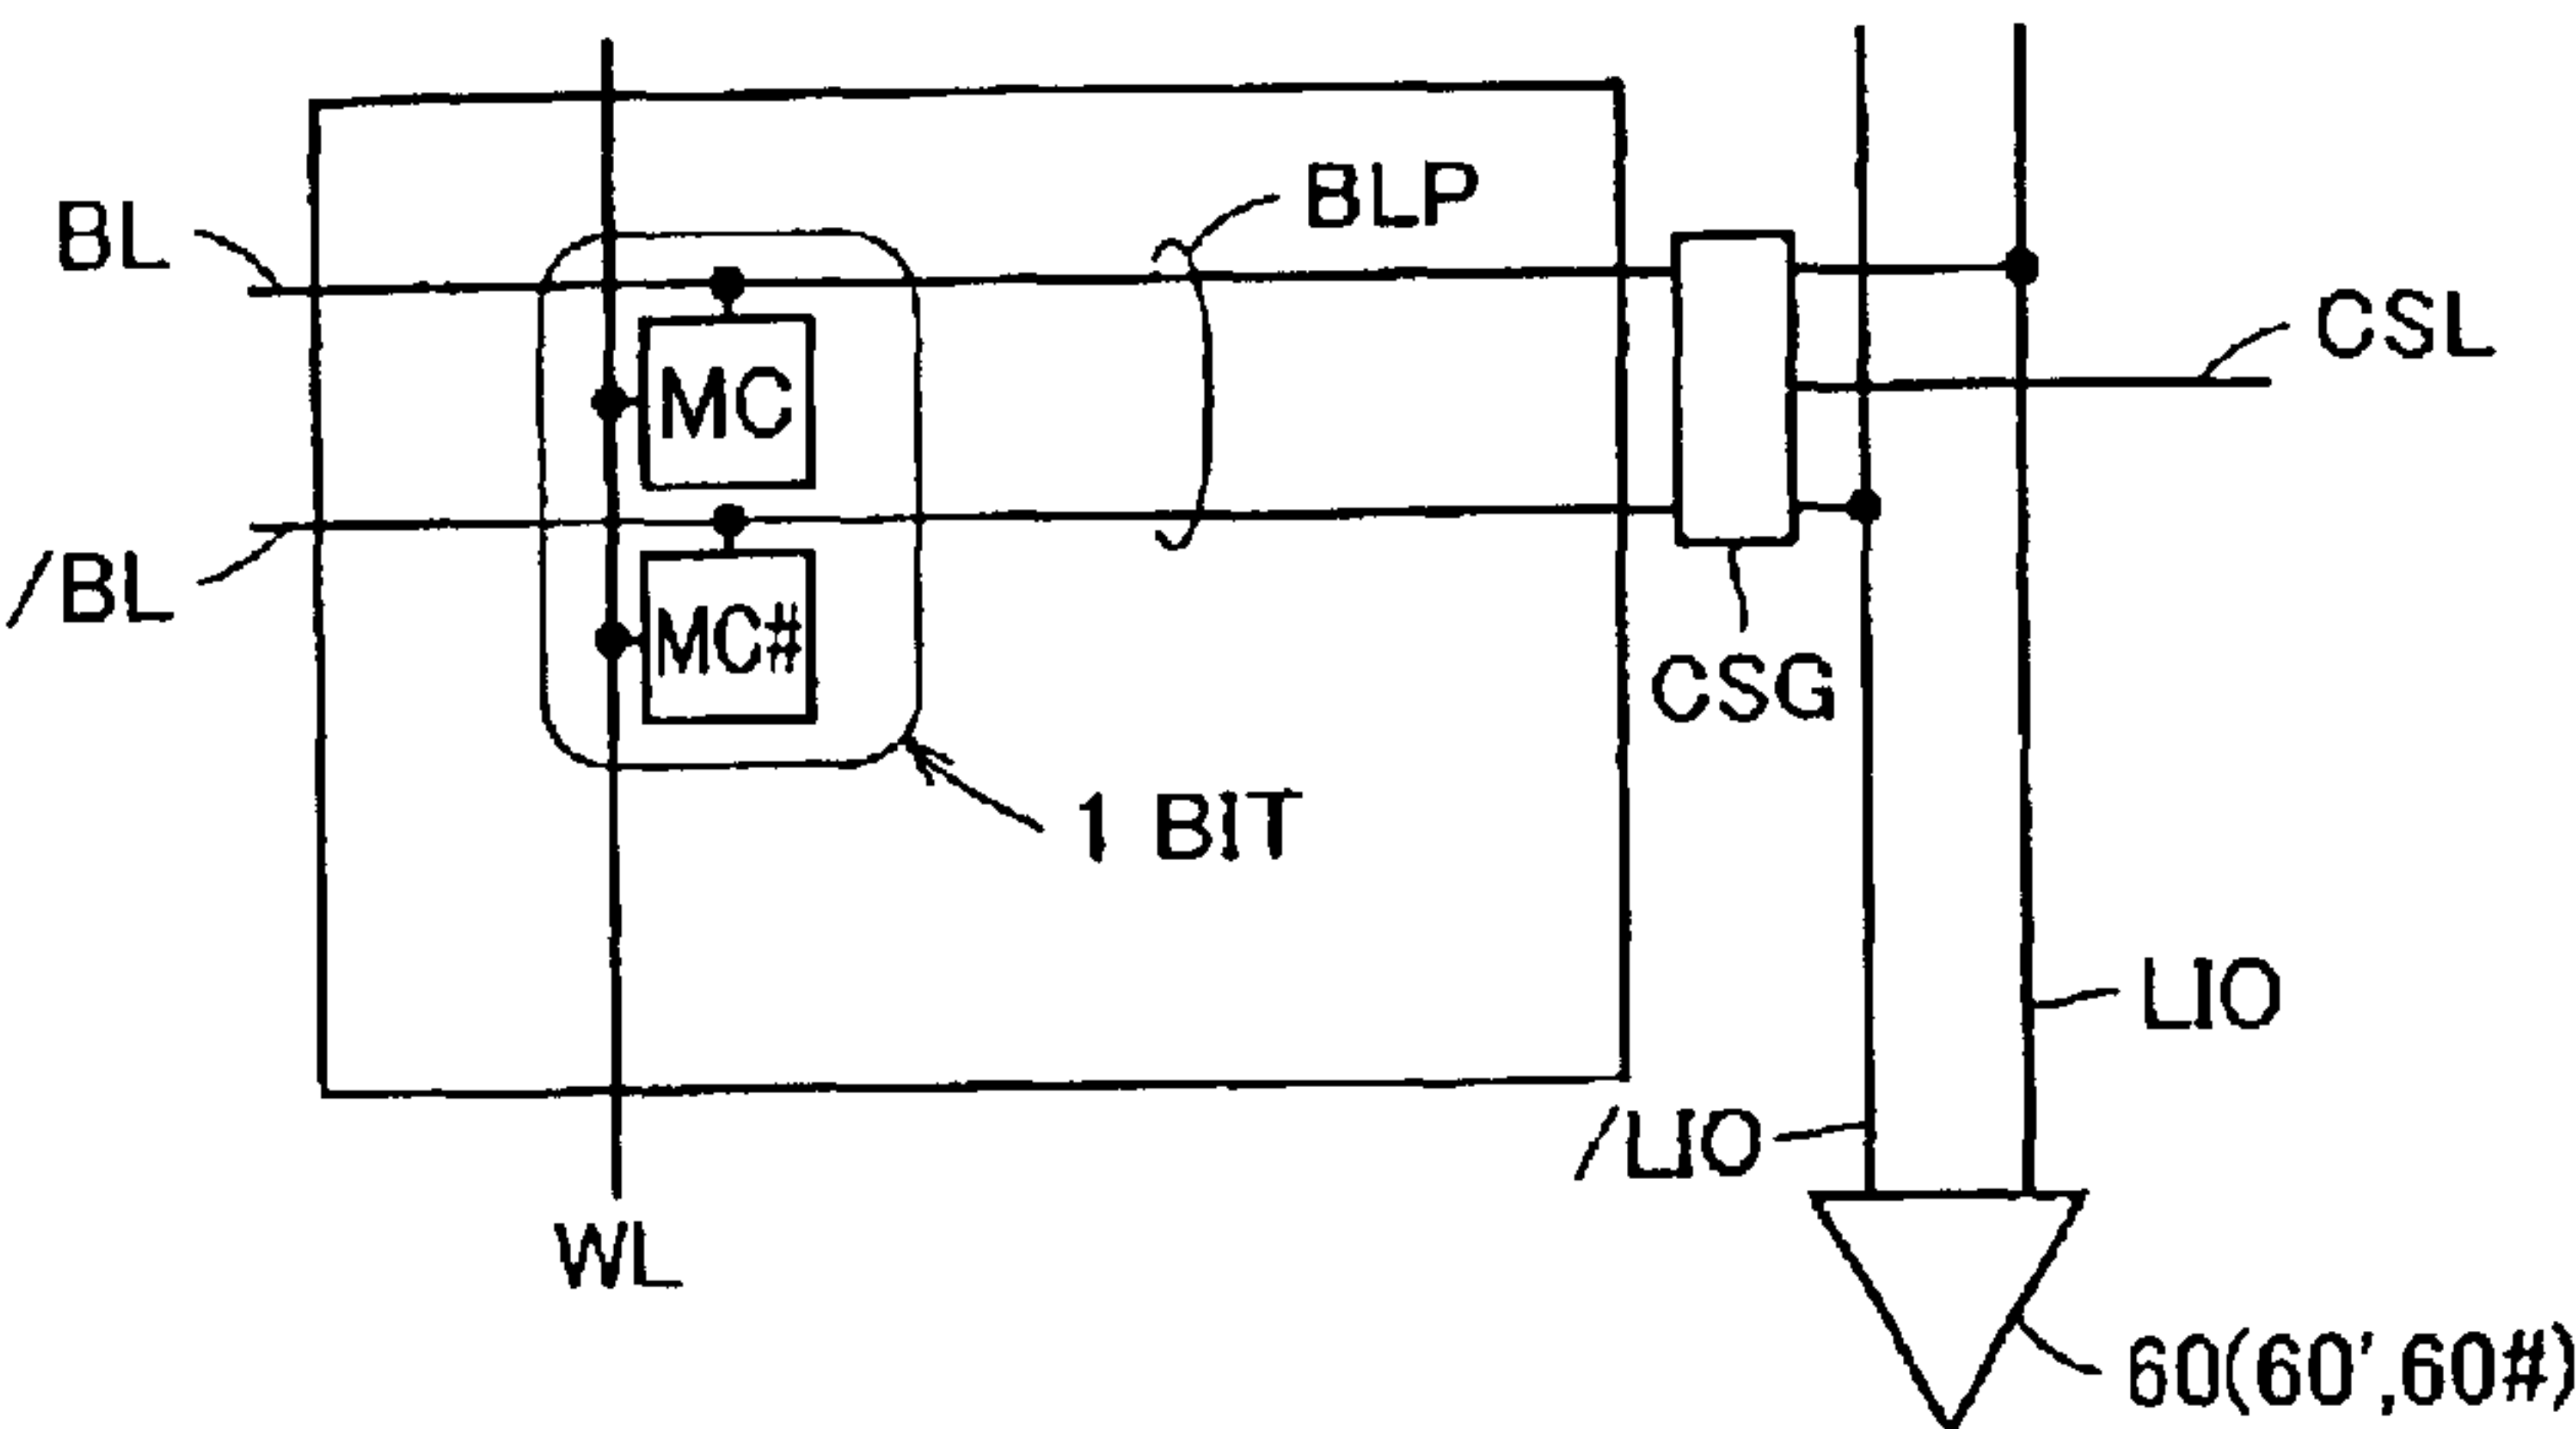 BLP
BL
CSL
MC
/BL
MC#
CSG
1 BIT
LIO
/LIO
WL
60(60',60#)